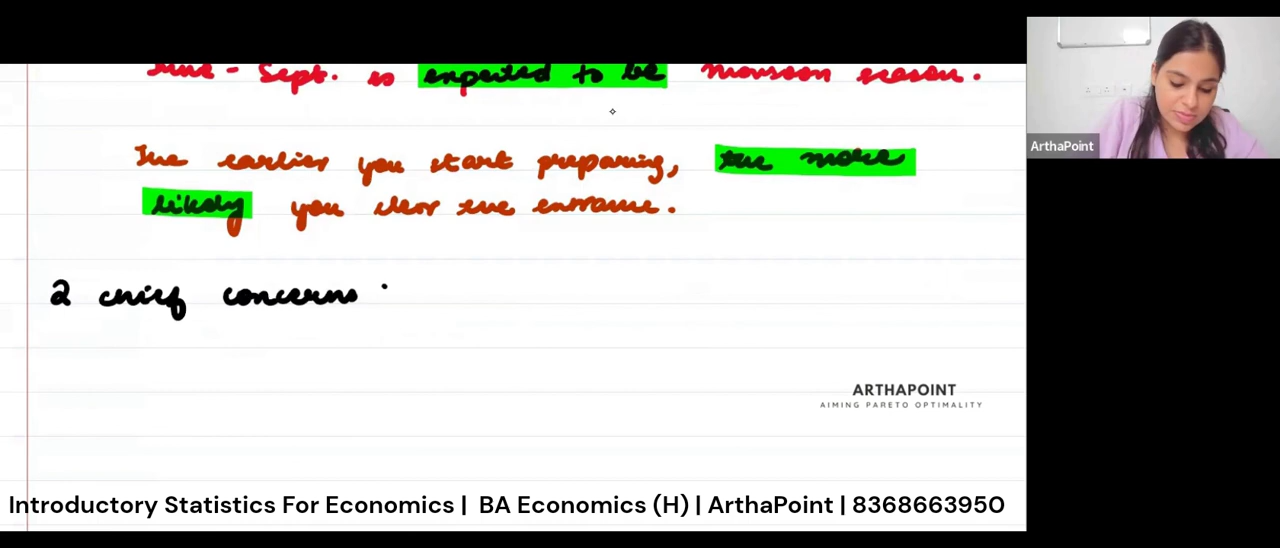 June - Sept. is expected to be monsoon season.
The earlier you start preparing, the more
likely you clear the entrance.
2 chief concerns
ArthaPoint
ARTHAPOINT
AIMING PARETO OPTIMALITY
Introductory Statistics For Economics | BA Economics (H) | ArthaPoint | 8368663950